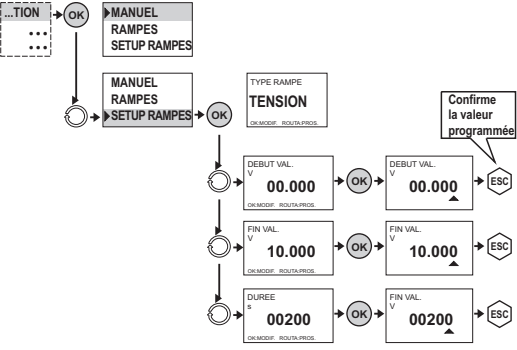 ...TION
OK
MANUEL
RAMPES
SETUP RAMPES
MANUEL
RAMPES
SETUP RAMPES
OK
TYPE RAMPE
TENSION
OK:MODIF. ROUTA:PROS.
Confirme
la valeur
programmée
DEBUT VAL.
V
00.000
OK:MODIF. ROUTA:PROS.
OK
DEBUT VAL.
V
00.000
ESC
FIN VAL.
V
10.000
OK:MODIF. ROUTA:PROS.
OK
FIN VAL.
V
10.000
ESC
DUREE
s
00200
OK:MODIF. ROUTA:PROS.
OK
FIN VAL.
V
00200
ESC